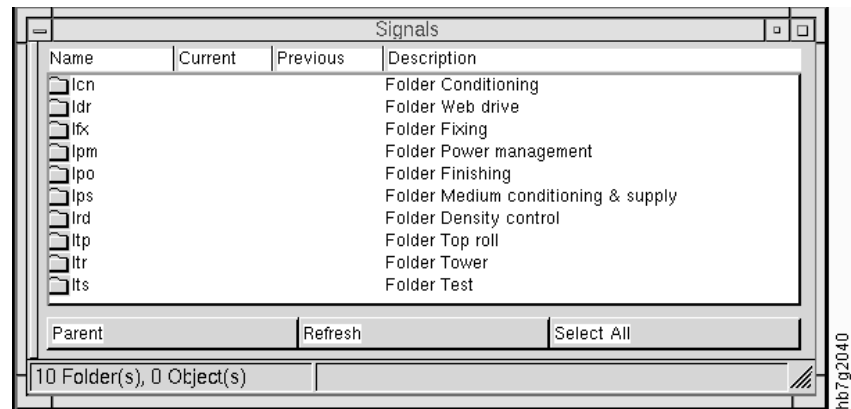 Signals
Name Current Previous Description
lcn Folder Conditioning
ldr Folder Web drive
lfx Folder Fixing
lpm Folder Power management
lpo Folder Finishing
lps Folder Medium conditioning & supply
lrd Folder Density control
ltp Folder Top roll
ltr Folder Tower
lts Folder Test
Parent Refresh Select All
10 Folder(s), 0 Object(s)
hb7g2040